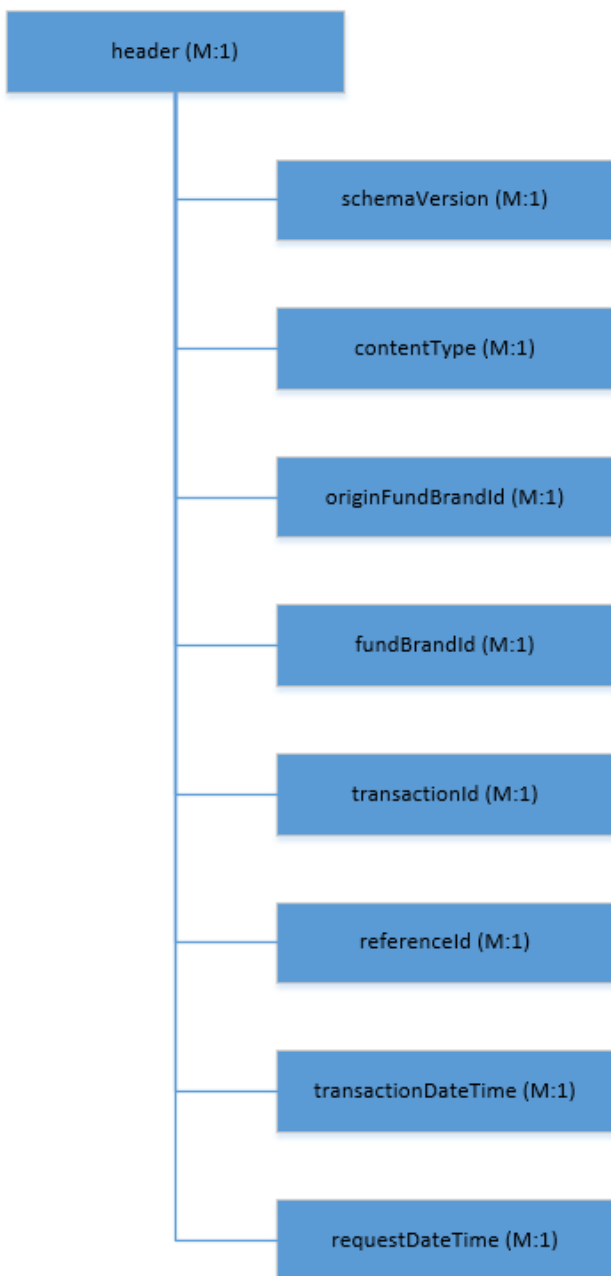 header (M:1)
schemaVersion (M:1)
contentType (M:1)
originFundBrandId (M:1)
fundBrandId (M:1)
transactionId (M:1)
referenceId (M:1)
transactionDateTime (M:1)
requestDateTime (M:1)